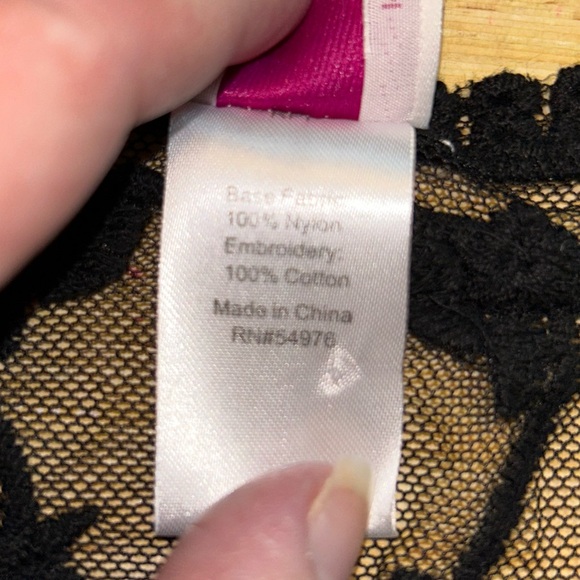 Base Fabric:
100% Nylon
Embroidery:
100% Cotton
Made in China
RN#54976